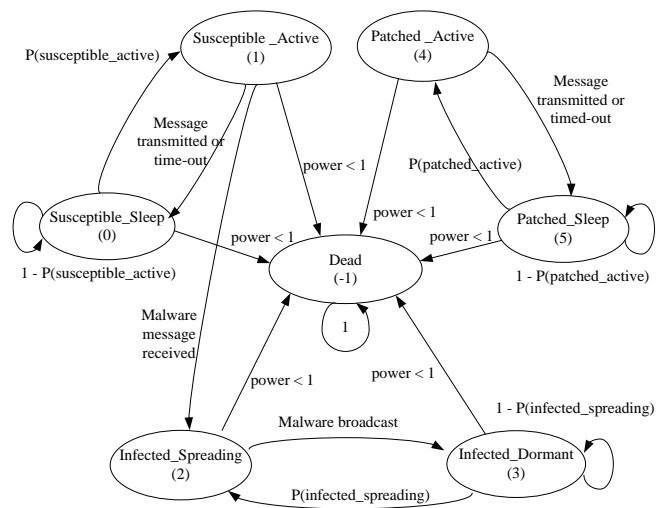 Susceptible _Active
(1)
Patched _Active
(4)
P(susceptible_active)
Message
transmitted or
time-out
Message
transmitted or
timed-out
power < 1
P(patched_active)
power < 1
Susceptible_Sleep
(0)
power < 1
Patched_Sleep
(5)
power < 1
1 - P(susceptible_active)
Dead
(-1)
1 - P(patched_active)
1
Malware
message
received
power < 1
power < 1
1 - P(infected_spreading)
Malware broadcast
Infected_Spreading
(2)
Infected_Dormant
(3)
P(infected_spreading)